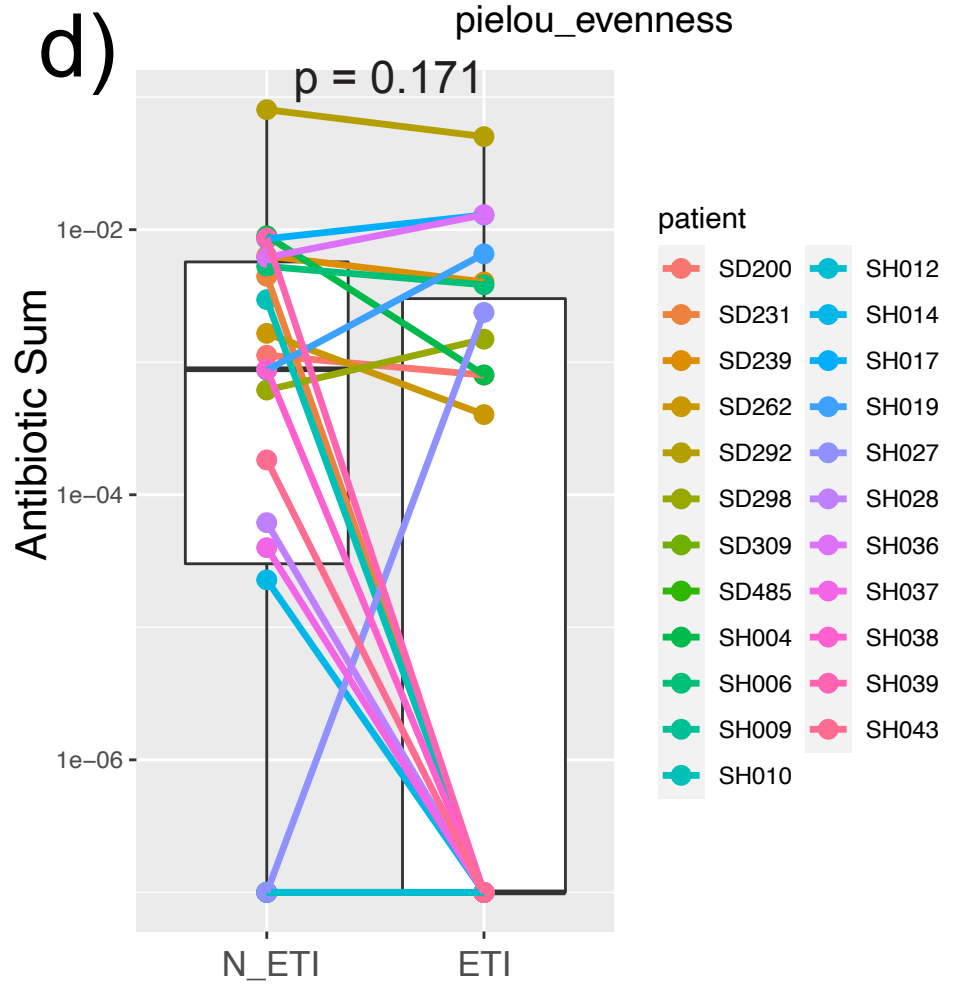 pielou_evenness
d)
p = 0.171
Antibiotic Sum
1e−02
1e−04
1e−06
N_ETI
ETI
patient
SD200
SD231
SD239
SD262
SD292
SD298
SD309
SD485
SH004
SH006
SH009
SH010
SH012
SH014
SH017
SH019
SH027
SH028
SH036
SH037
SH038
SH039
SH043